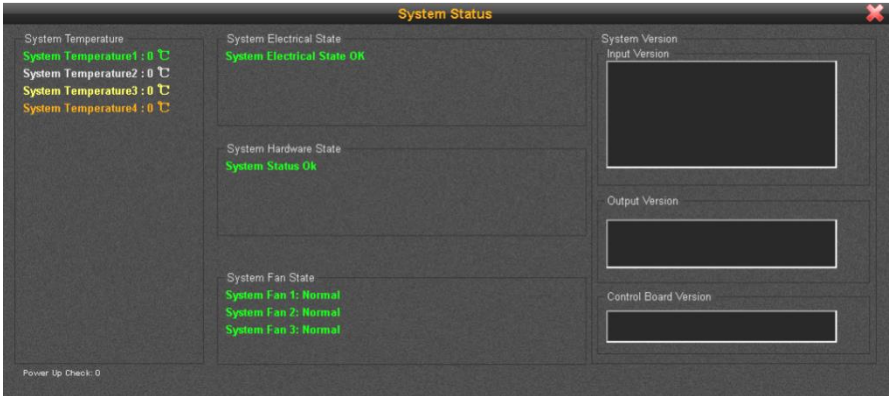 System Status
System Temperature
System Temperature1 : 0 ℃
System Temperature2 : 0 ℃
System Temperature3 : 0 ℃
System Temperature4 : 0 ℃
Power Up Check: 0
System Electrical State
System Electrical State OK
System Hardware State
System Status Ok
System Fan State
System Fan 1: Normal
System Fan 2: Normal
System Fan 3: Normal
System Version
Input Version
Output Version
Control Board Version